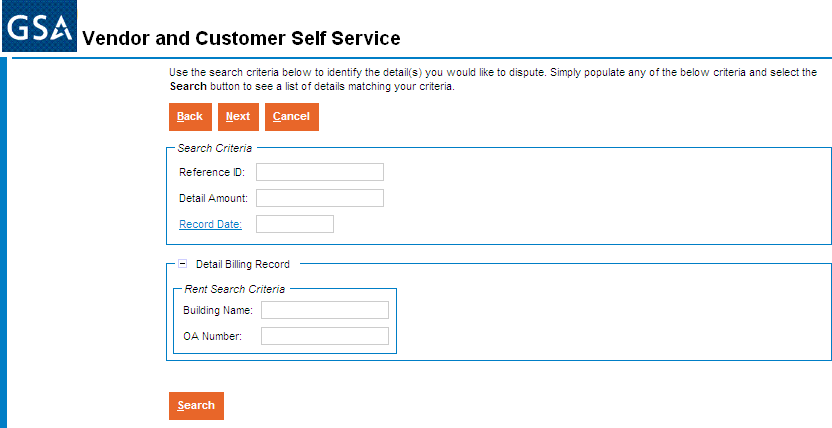 GSA
Vendor and Customer Self Service
Use the search criteria below to identify the detail(s) you would like to dispute. Simply populate any of the below criteria and select the
Search button to see a list of details matching your criteria.
Back Next Cancel
Search Criteria
Reference ID:
Detail Amount:
Record Date:
Detail Billing Record
Rent Search Criteria
Building Name:
OA Number:
Search